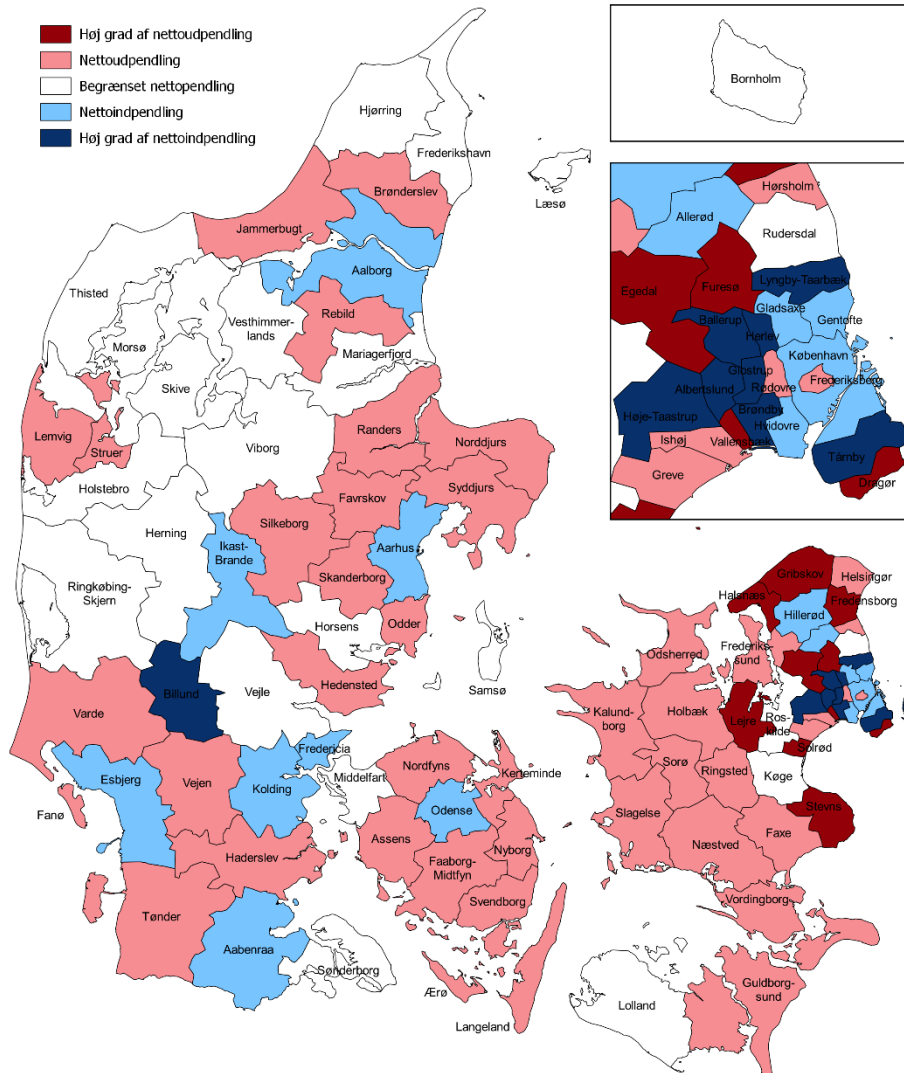 Høj grad af nettoudpendling
Nettoudpendling
Begrænset nettopendling
Nettoindpendling
Høj grad af nettoindpendling
Bornholm
Hjørring
Frederikshavn
Læsø
Brønderslev
Jammerbugt
Aalborg
Thisted
Vesthimmer-
lands
Rebild
Morsø
Mariagerfjord
Skive
Lemvig
Struer
Viborg
Randers
Norddjurs
Holstebro
Favrskov
Syddjurs
Herning
Silkeborg
Ikast-
Brande
Aarhus
Skanderborg
Ringkøbing-
Skjern
Horsens
Odder
Samsø
Hedensted
Billund
Vejle
Varde
Fredericia
Esbjerg
Vejen
Kolding
Middelfart
Nordfyns
Kerteminde
Fanø
Odense
Assens
Nyborg
Haderslev
Faaborg-
Midtfyn
Tønder
Svendborg
Aabenraa
Sønderborg
Ærø
Langeland
Hørsholm
Allerød
Rudersdal
Egedal
Furesø
Lyngby-Taarbæk
Gladsaxe
Ballerup
Gentofte
Herlev
København
Glostrup
Albertslund
Rødovre
Frederiksberg
Høje-Taastrup
Brøndby
Hvidovre
Ishøj
Vallensbæk
Greve
Tårnby
Dragør
Gribskov
Helsingør
Halsnæs
Fredensborg
Hillerød
Frederiks-
sund
Odsherred
Kalund-
borg
Holbæk
Lejre
Ros-
kilde
Solrød
Sorø
Ringsted
Køge
Slagelse
Stevns
Næstved
Faxe
Vordingborg
Guldborg-
sund
Lolland